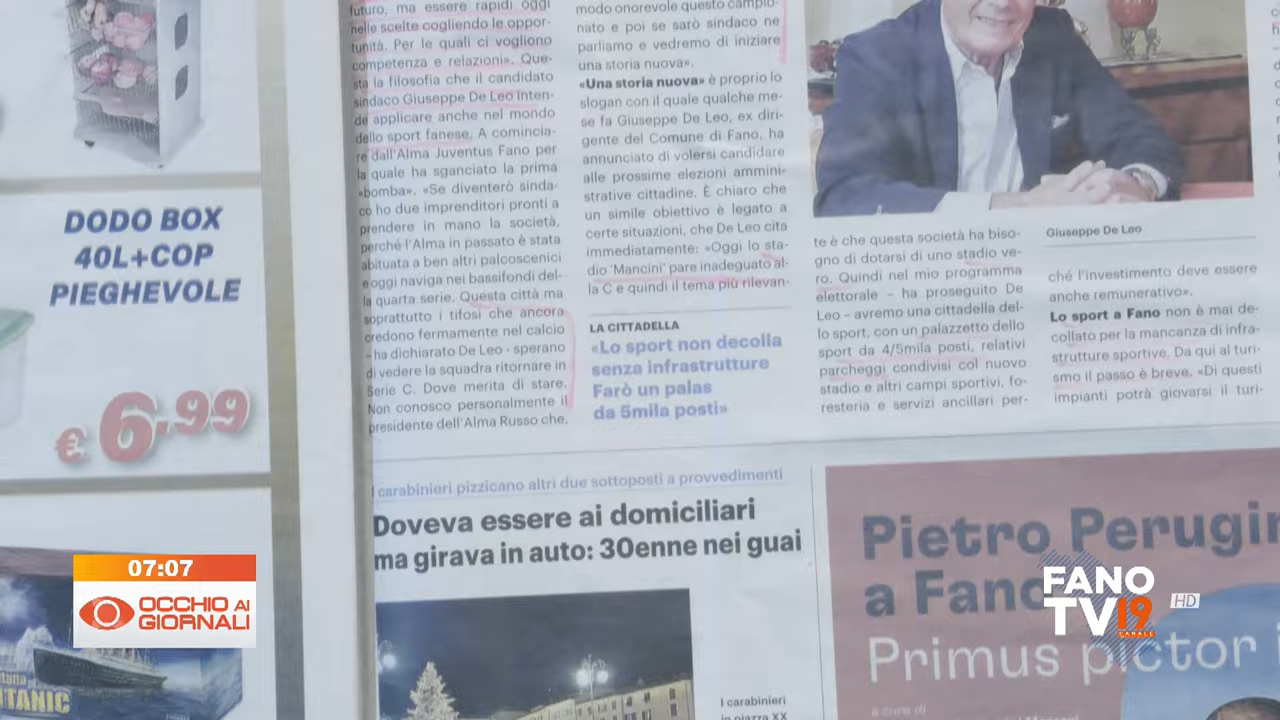 DODO BOX
40L+COP
PIEGHEVOLE
€ 6.99
TITANIC
futuro, ma essere rapidi oggi
nelle scelte cogliendo le oppor-
tunità. Per le quali ci vogliono
competenza e relazioni». Que-
sta la filosofia che il candidato
sindaco Giuseppe De Leo inten-
de applicare anche nel mondo
dello sport fanese. A comincia-
re dall'Alma Juventus Fano per
la quale ha sganciato la prima
«bomba». «Se diventerò sinda-
co ho due imprenditori pronti a
prendere in mano la società,
perché l'Alma in passato è stata
abituata a ben altri palcoscenici
e oggi naviga nei bassifondi del-
la quarta serie. Questa città ma
soprattutto i tifosi che ancora
credono fermamente nel calcio
- ha dichiarato De Leo - sperano
di vedere la squadra ritornare in
Serie C. Dove merita di stare.
Non conosco personalmente il
presidente dell'Alma Russo che,
modo onorevole questo campio-
nato e poi se sarò sindaco ne
parliamo e vedremo di iniziare
una storia nuova».
«Una storia nuova» è proprio lo
slogan con il quale qualche me-
se fa Giuseppe De Leo, ex diri-
gente del Comune di Fano, ha
annunciato di volersi candidare
alle prossime elezioni ammini-
strative cittadine. È chiaro che
un simile obiettivo è legato a
certe situazioni, che De Leo cita
immediatamente: «Oggi lo sta-
dio 'Mancini' pare inadeguato al-
la C e quindi il tema più rilevan-
LA CITTADELLA
«Lo sport non decolla
senza infrastrutture
Farò un palas
da 5mila posti»
te è che questa società ha biso-
gno di dotarsi di uno stadio ve-
ro. Quindi nel mio programma
elettorale – ha proseguito De
Leo – avremo una cittadella del-
lo sport, con un palazzetto dello
sport da 4/5mila posti, relativi
parcheggi condivisi col nuovo
stadio e altri campi sportivi, fo-
resteria e servizi ancillari per-
Giuseppe De Leo
ché l'investimento deve essere
anche remunerativo».
Lo sport a Fano non è mai de-
collato per la mancanza di infra-
strutture sportive. Da qui al turi-
smo il passo è breve. «Di questi
impianti potrà giovarsi il turi-
I carabinieri pizzicano altri due sottoposti a provvedimenti
Doveva essere ai domiciliari
ma girava in auto: 30enne nei guai
I carabinieri
in piazza XX
Pietro Perugin
a Fano
Primus pictor i
a cura di
07:07
OCCHIO AI
GIORNALI
FANO
TV19
CANALE
HD